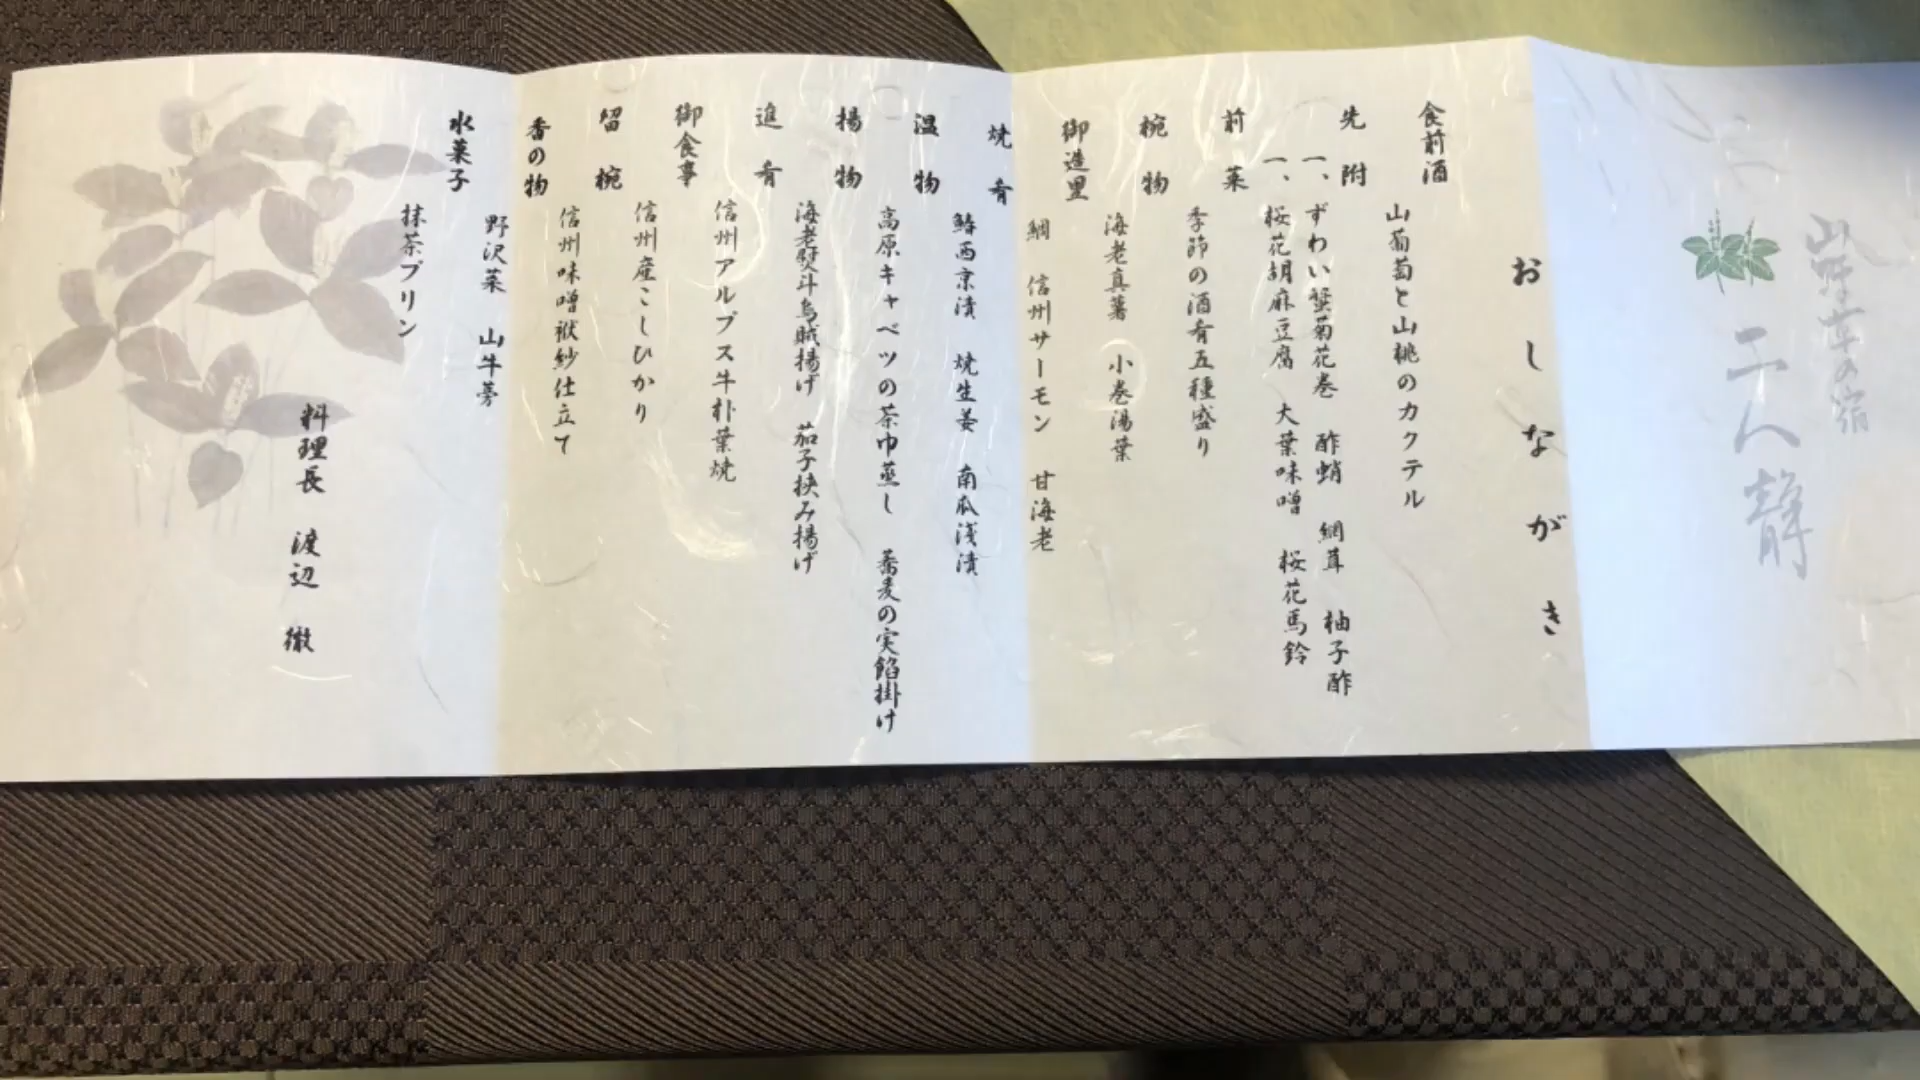 山野草の宿
二人静
おしながき
食前酒
山葡萄と山桃のカクテル
先附
一、ずわい蟹菊花巻 酢蛸 網茸 柚子酢
一、桜花胡麻豆腐 大葉味噌 桜花馬鈴
前菜
季節の酒肴五種盛り
椀物
海老真薯 小巻湯葉
御造里
鯛 信州サーモン 甘海老
焼肴
鰆西京漬 焼生姜 南瓜浅漬
温物
高原キャベツの茶巾蒸し 蕎麦の実餡掛け
揚物
海老熨斗烏賊揚げ 茄子挟み揚げ
進肴
信州アルプス牛朴葉焼
御食事
信州産こしひかり
留椀
信州味噌袱紗仕立て
香の物
野沢菜 山牛蒡
水菓子
抹茶プリン
料理長 渡辺 徹